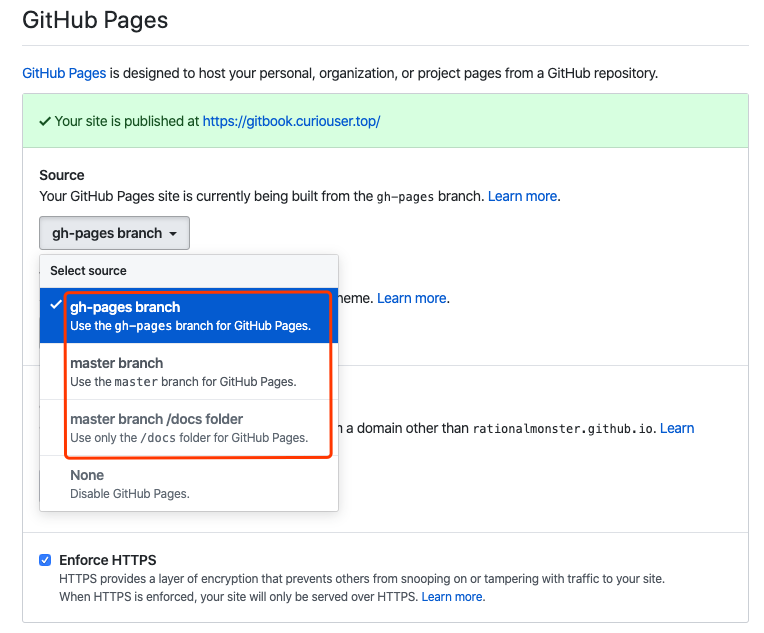 GitHub Pages
GitHub Pages is designed to host your personal, organization, or project pages from a GitHub repository.
Your site is published at https://gitbook.curiouser.top/
Source
Your GitHub Pages site is currently being built from the gh-pages branch. Learn more.
gh-pages branch
Select source
gh-pages branch
Use the gh-pages branch for GitHub Pages.
heme. Learn more.
master branch
Use the master branch for GitHub Pages.
master branch /docs folder
Use only the /docs folder for GitHub Pages.
a domain other than rationalmonster.github.io. Learn
None
Disable GitHub Pages.
Enforce HTTPS
HTTPS provides a layer of encryption that prevents others from snooping on or tampering with traffic to your site.
When HTTPS is enforced, your site will only be served over HTTPS. Learn more.